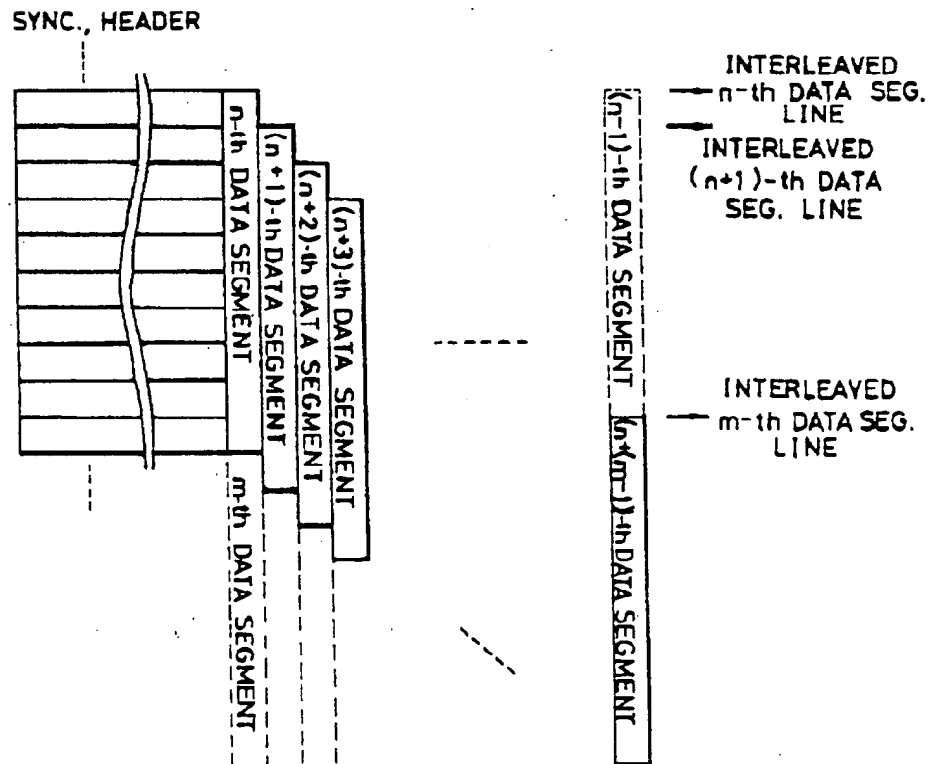 SYNC., HEADER
n-th DATA SEGMENT
(n+1)-th DATA SEGMENT
(n+2)-th DATA SEGMENT
(n+3)-th DATA SEGMENT
m-th DATA SEGMENT
(n-1)-th DATA SEGMENT
(n+(m-1)-th DATA SEGMENT
INTERLEAVED
n-th DATA SEG.
LINE
INTERLEAVED
(n+1)-th DATA
SEG. LINE
INTERLEAVED
m-th DATA SEG.
LINE